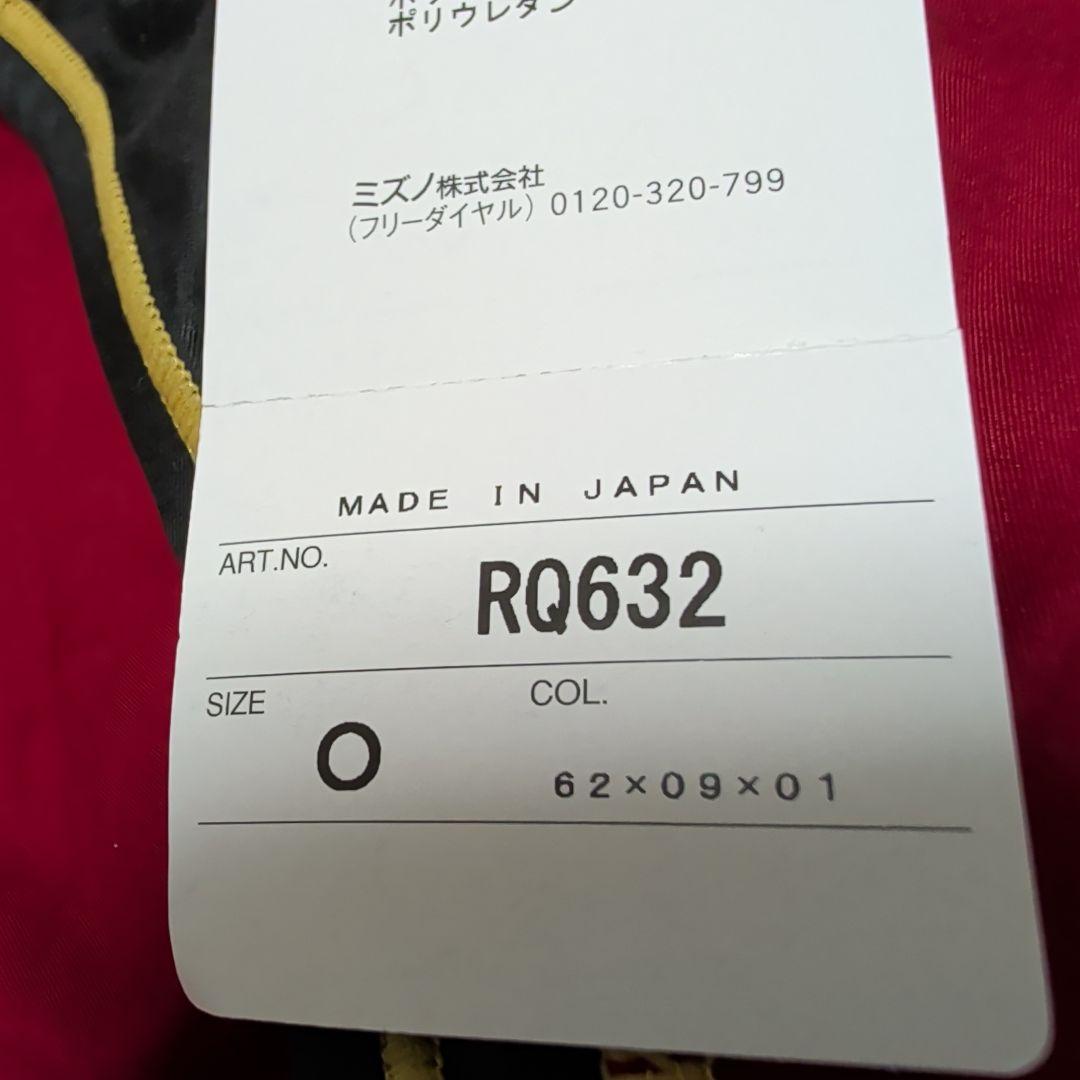 ポリウレタン
ミズノ株式会社
(フリーダイヤル) 0120-320-799
MADE IN JAPAN
ART.NO.
RQ632
SIZE
COL.
O
62×09×01